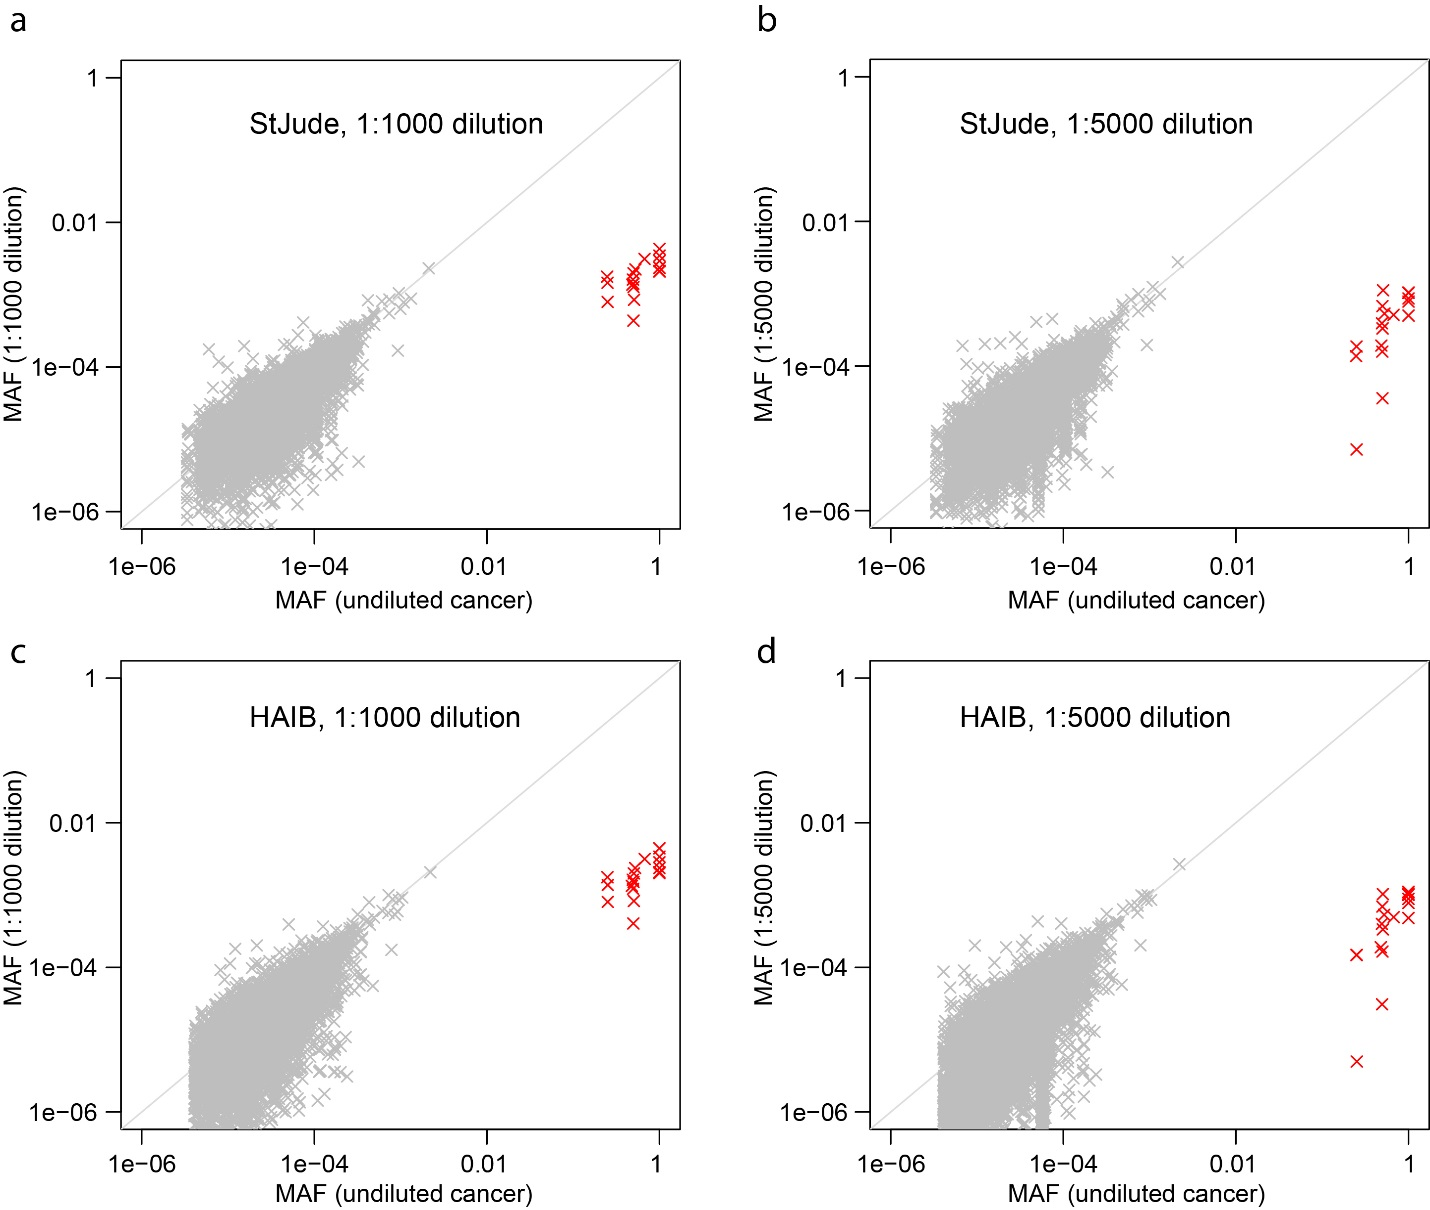 a
StJude, 1:1000 dilution
MAF (1:1000 dilution)
1
0.01
1e-04
1e-06
1e-06
1e-04
0.01
1
MAF (undiluted cancer)
b
StJude, 1:5000 dilution
MAF (1:5000 dilution)
1
0.01
1e-04
1e-06
1e-06
1e-04
0.01
1
MAF (undiluted cancer)
c
HAIB, 1:1000 dilution
MAF (1:1000 dilution)
1
0.01
1e-04
1e-06
1e-06
1e-04
0.01
1
MAF (undiluted cancer)
d
HAIB, 1:5000 dilution
MAF (1:5000 dilution)
1
0.01
1e-04
1e-06
1e-06
1e-04
0.01
1
MAF (undiluted cancer)